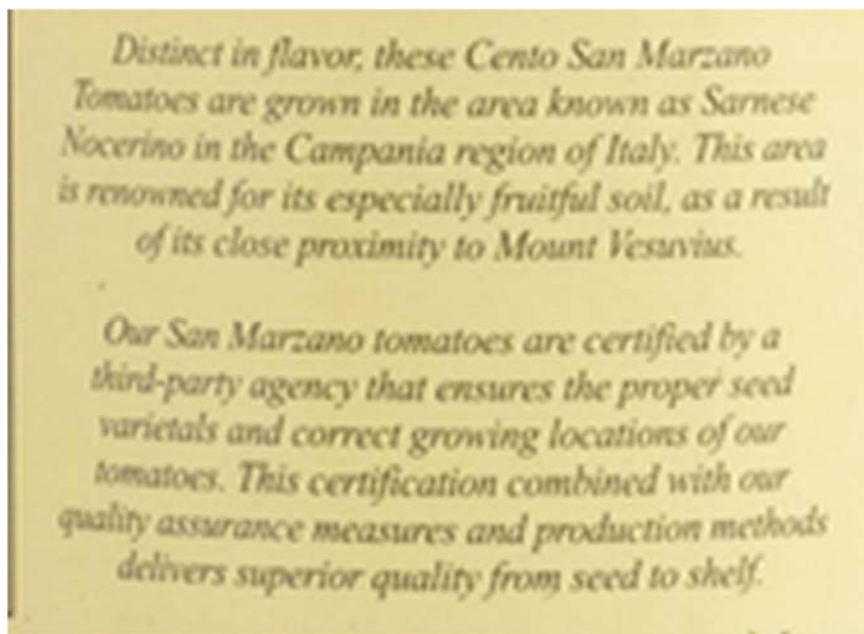 Distinct in flavor, these Cento San Marzano
Tomatoes are grown in the area known as Sarnese
Nocerino in the Campania region of Italy. This area
is renowned for its especially fruitful soil, as a result
of its close proximity to Mount Vesuvius.
Our San Marzano tomatoes are certified by a
third-party agency that ensures the proper seed
varietals and correct growing locations of our
tomatoes. This certification combined with our
quality assurance measures and production methods
delivers superior quality from seed to shelf.